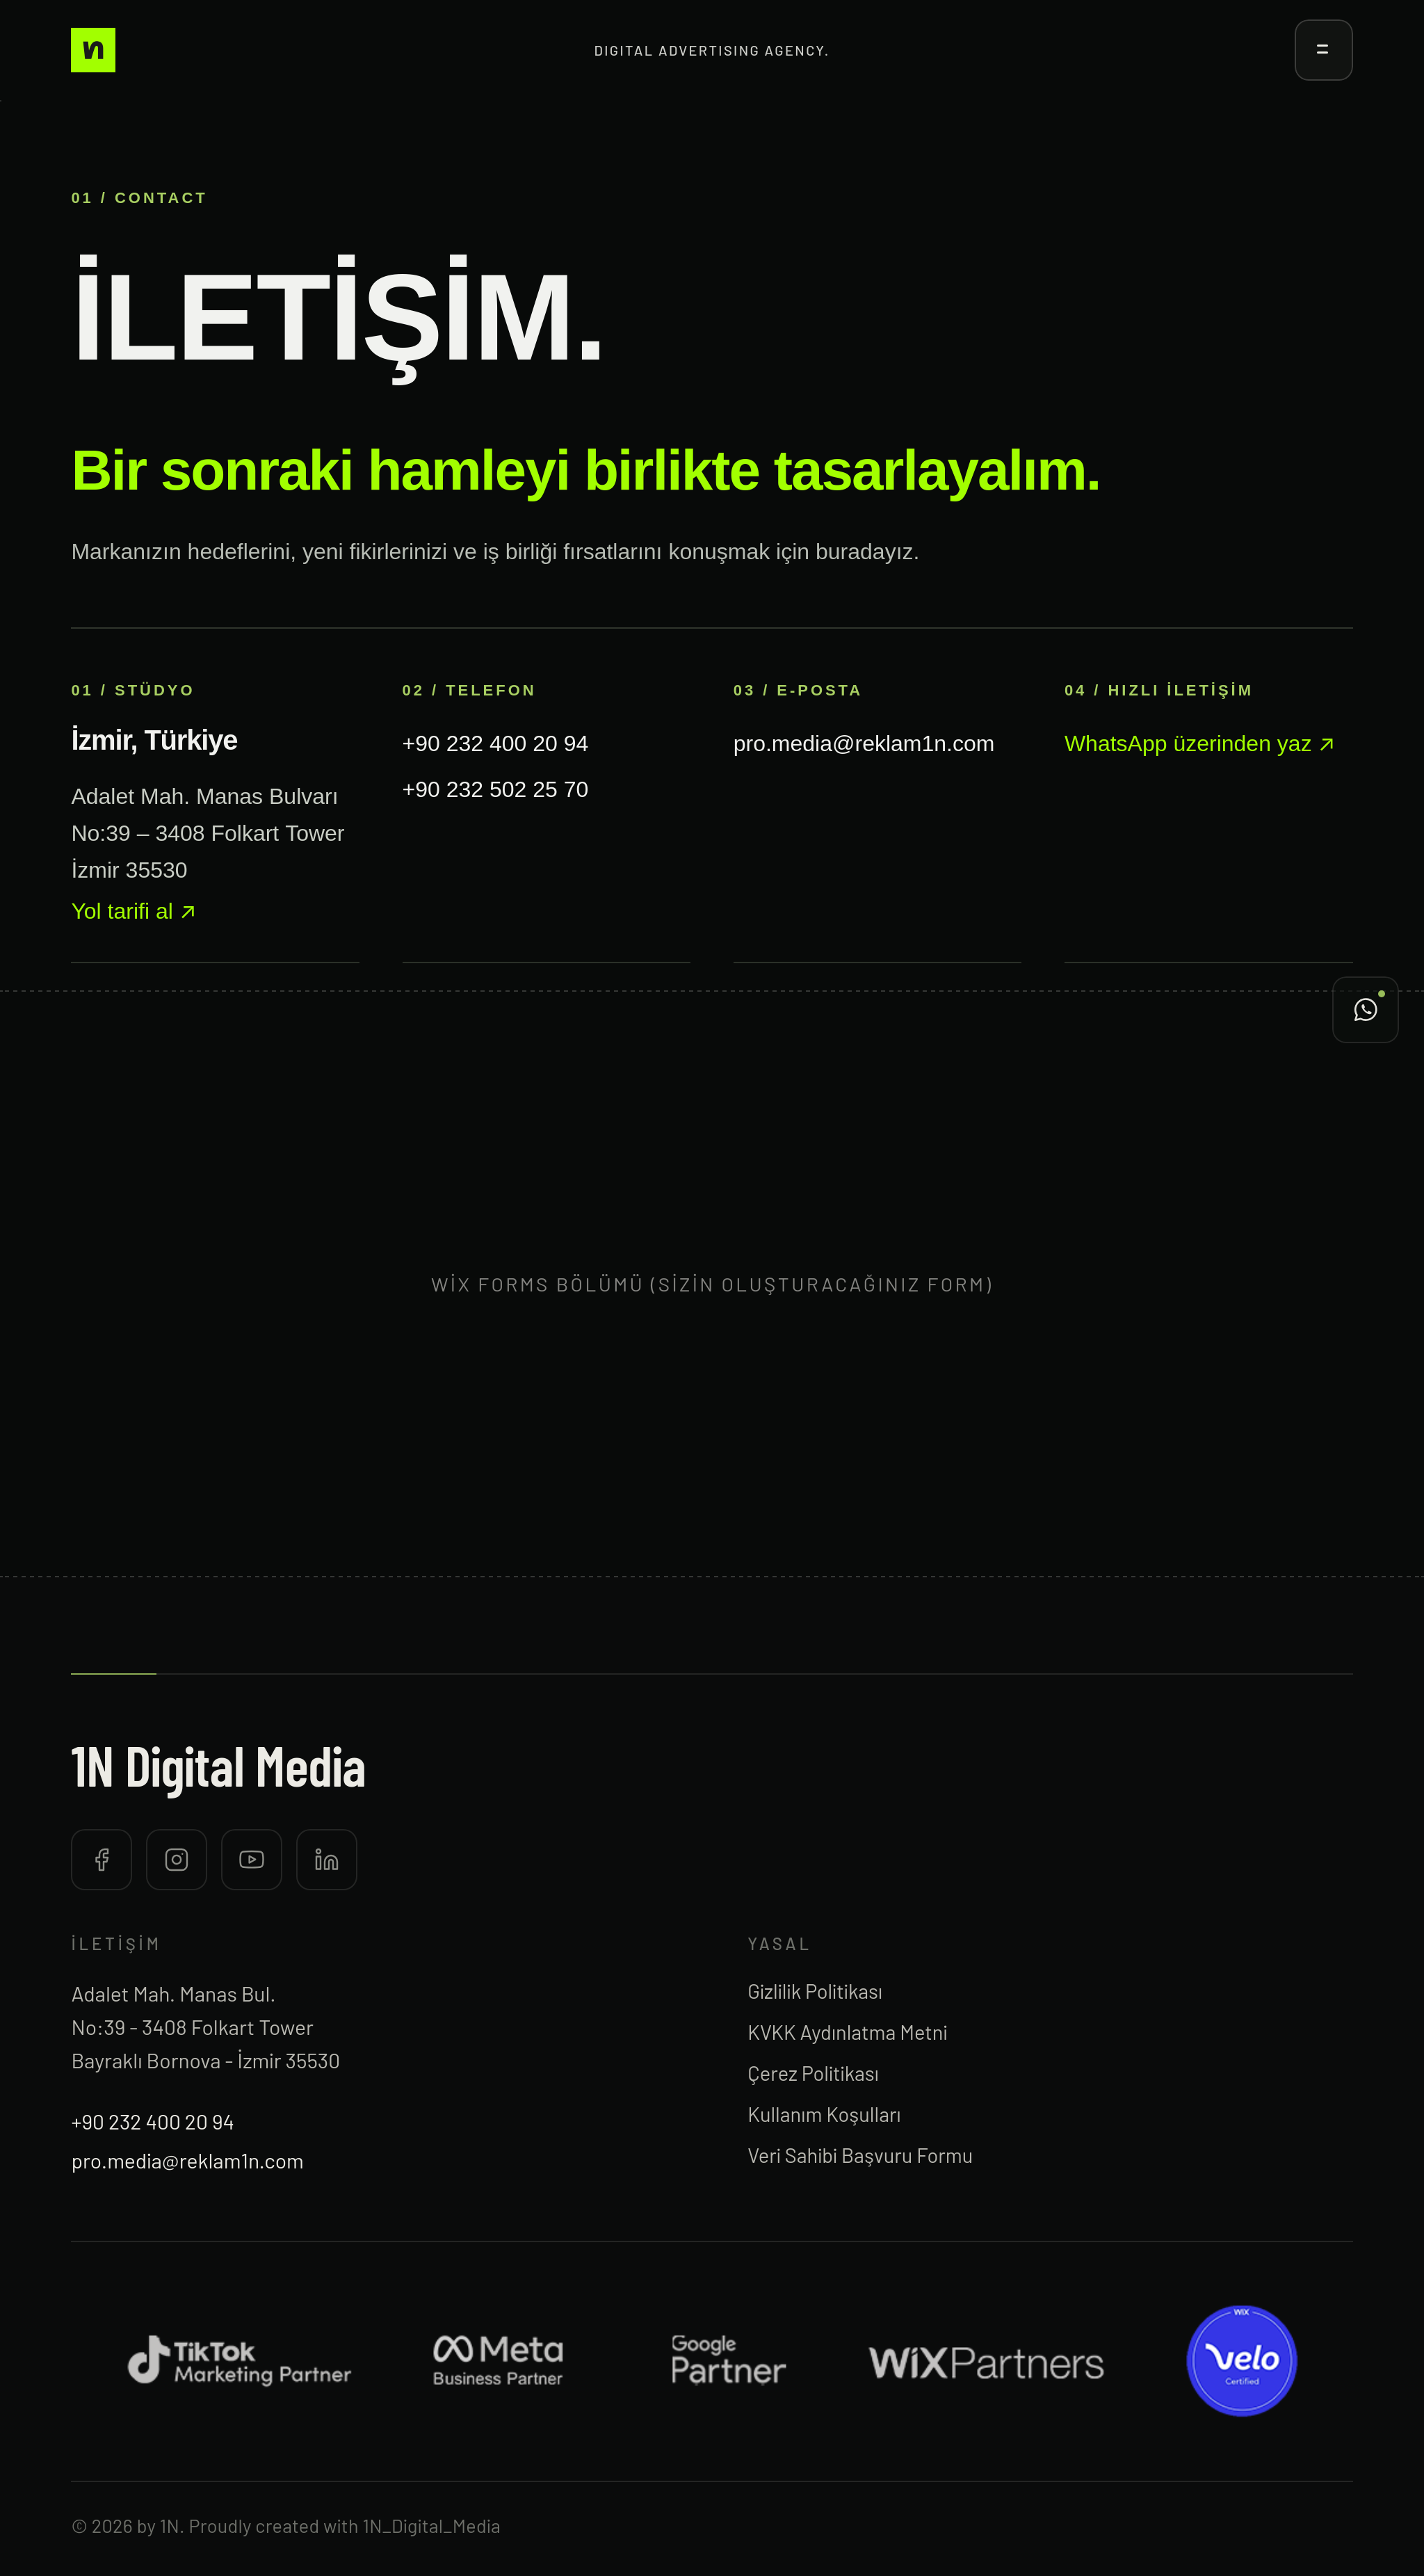 n
DIGITAL ADVERTISING AGENCY.
01 / CONTACT
İLETİŞİM.
Bir sonraki hamleyi birlikte tasarlayalım.
Markanızın hedeflerini, yeni fikirlerinizi ve iş birliği fırsatlarını konuşmak için buradayız.
01 / STÜDYO
İzmir, Türkiye
Adalet Mah. Manas Bulvarı
No:39 – 3408 Folkart Tower
İzmir 35530
Yol tarifi al ↗
02 / TELEFON
+90 232 400 20 94
+90 232 502 25 70
03 / E-POSTA
pro.media@reklam1n.com
04 / HIZLI İLETİŞİM
WhatsApp üzerinden yaz ↗
WİX FORMS BÖLÜMÜ (SİZİN OLUŞTURACAĞINIZ FORM)
1N Digital Media
İLETİŞİM
Adalet Mah. Manas Bul.
No:39 - 3408 Folkart Tower
Bayraklı Bornova - İzmir 35530
+90 232 400 20 94
pro.media@reklam1n.com
YASAL
Gizlilik Politikası
KVKK Aydınlatma Metni
Çerez Politikası
Kullanım Koşulları
Veri Sahibi Başvuru Formu
TikTok
Marketing Partner
Meta
Business Partner
Google
Partner
WiX Partners
WiX
velo
Certified
© 2026 by 1N. Proudly created with 1N_Digital_Media